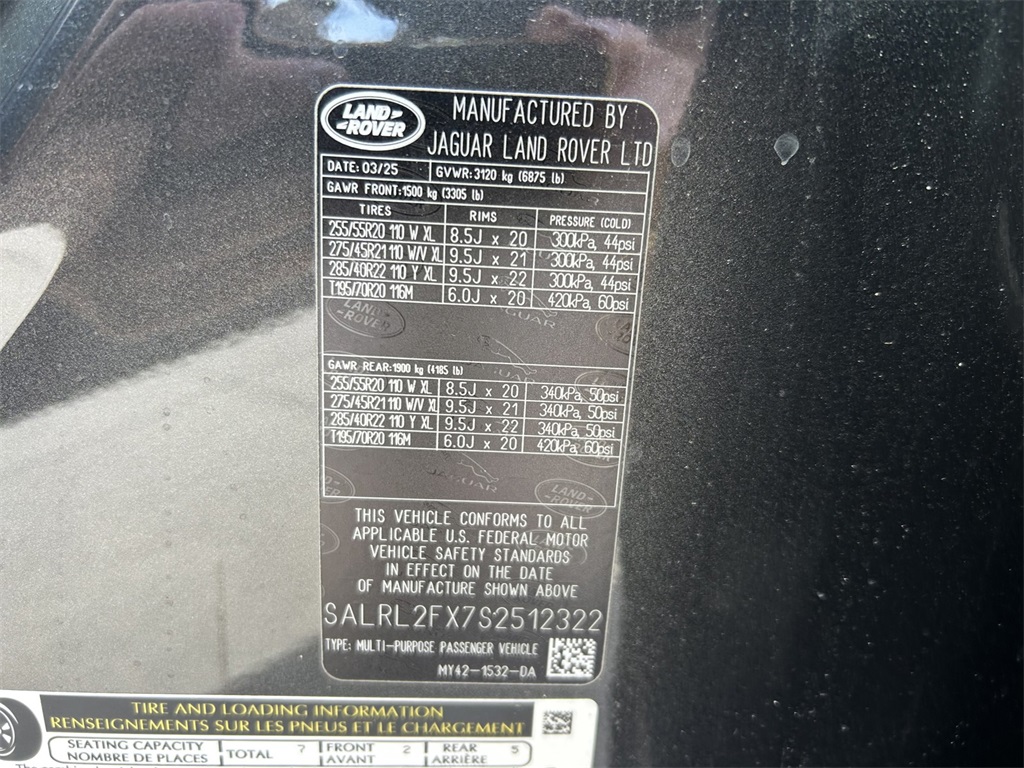 LAND-
-ROVER
MANUFACTURED BY
JAGUAR LAND ROVER LTD
DATE: 03/25 GVWR: 3120 kg (6875 lb)
GAWR FRONT: 1500 kg (3305 lb)
TIRES RIMS PRESSURE (COLD)
255/55R20 110 W XL 8.5J x 20 300kPa, 44psi
275/45R21 110 W/V XL 9.5J x 21 300kPa, 44psi
285/40R22 110 Y XL 9.5J x 22 300kPa, 44psi
T195/70R20 116M 6.0J x 20 420kPa, 60psi
GAWR REAR: 1900 kg (4185 lb)
255/55R20 110 W XL 8.5J x 20 340kPa, 50psi
275/45R21 110 W/V Xl 9.5J x 21 340kPa, 50psi
285/40R22 110 Y XL 9.5J x 22 340kPa, 50psi
T195/70R20 116M 6.0J x 20 420kPa, 60psi
THIS VEHICLE CONFORMS TO ALL
APPLICABLE U.S. FEDERAL MOTOR
VEHICLE SAFETY STANDARDS
IN EFFECT ON THE DATE
OF MANUFACTURE SHOWN ABOVE
SALRL2FX7S2512322
TYPE: MULTI-PURPOSE PASSENGER VEHICLE
MY42-1532-DA
TIRE AND LOADING INFORMATION
RENSEIGNEMENTS SUR LES PNEUS ET LE CHARGEMENT
SEATING CAPACITY TOTAL 7 FRONT 2 REAR 5
NOMBRE DE PLACES AVANT ARRIÈRE